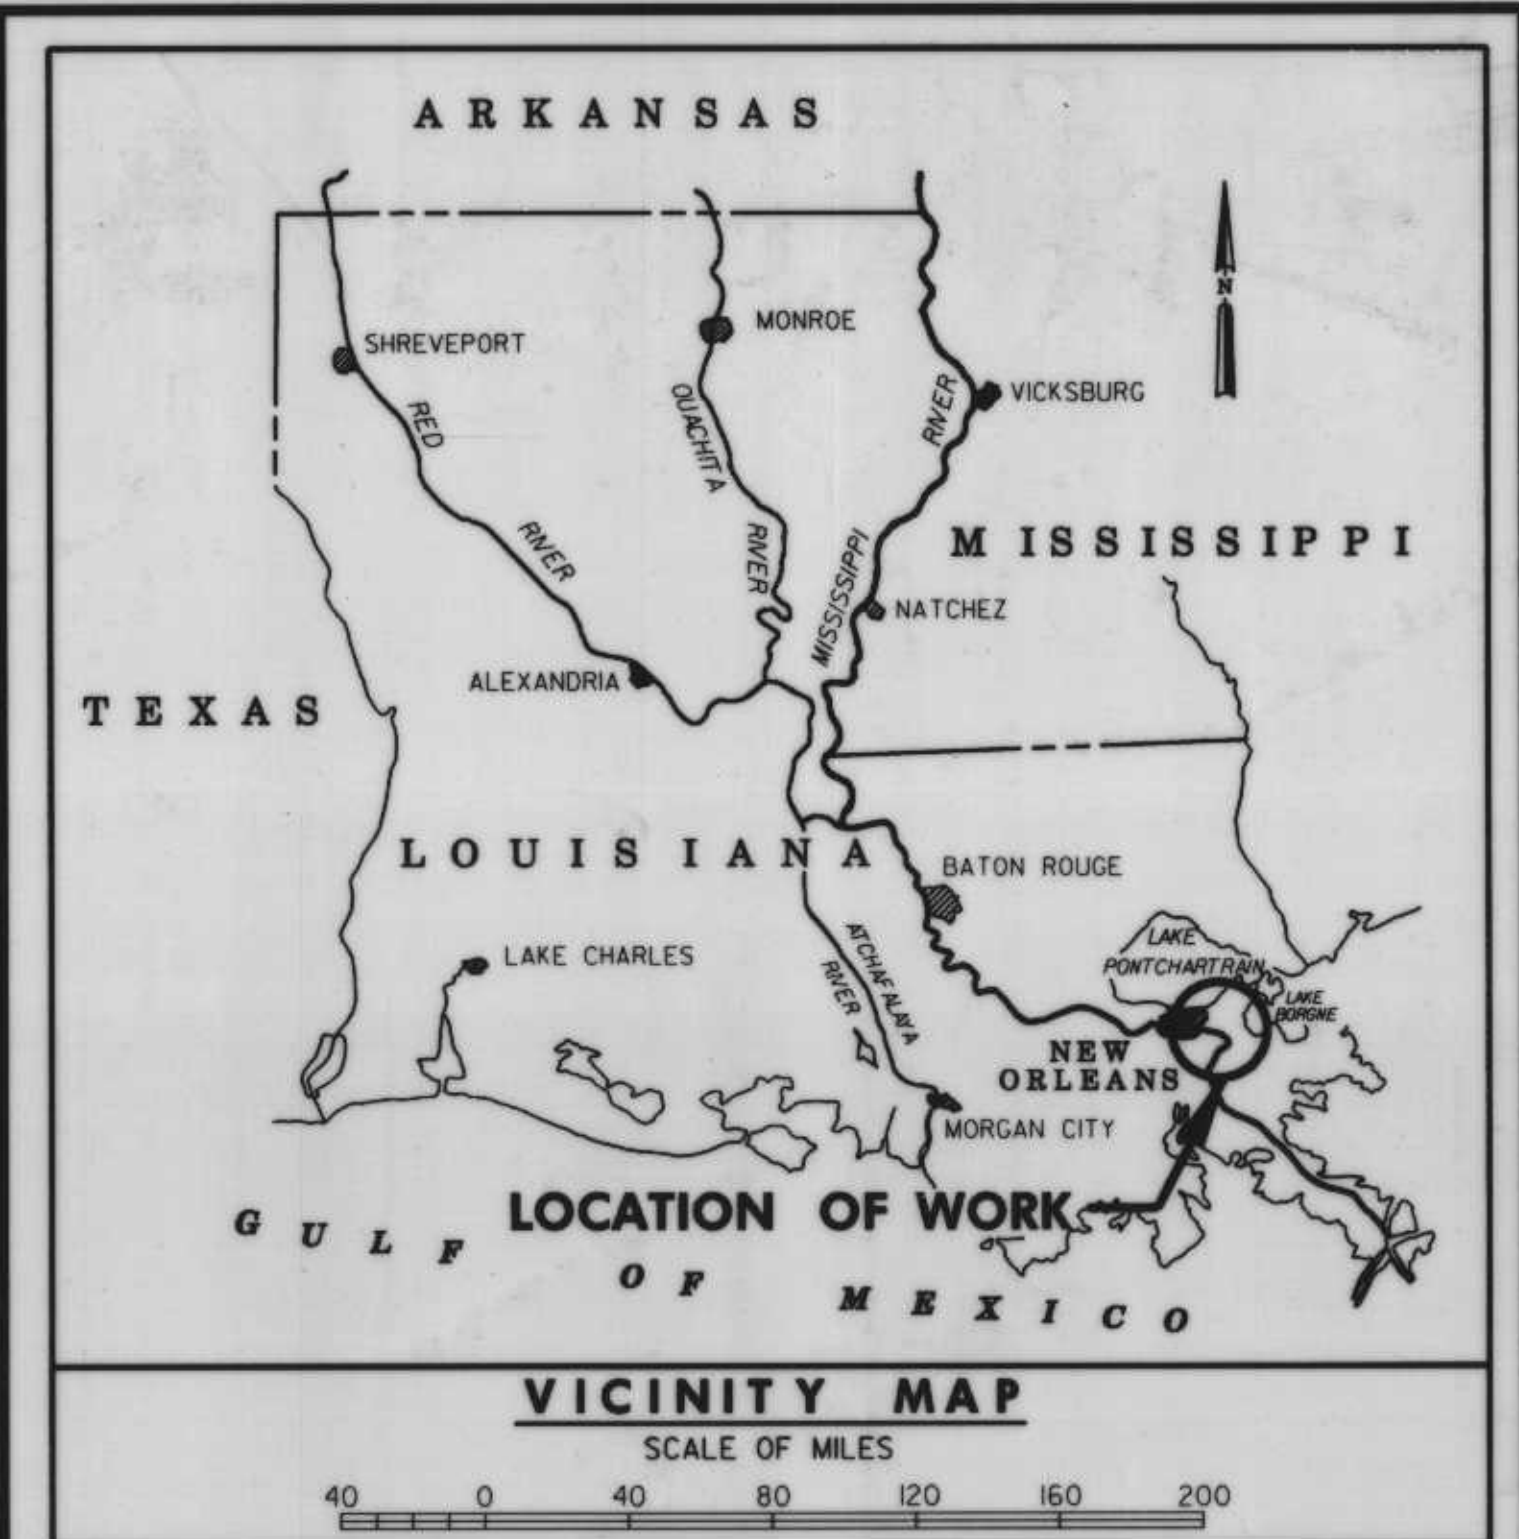 ARKANSAS
N
MONROE
SHREVEPORT
VICKSBURG
RED
RIVER
OUACHITA
RIVER
MISSISSIPPI
RIVER
MISSISSIPPI
NATCHEZ
ALEXANDRIA
TEXAS
LOUISIANA
BATON ROUGE
LAKE CHARLES
ATCHAFALAYA
RIVER
LAKE
PONTCHARTRAIN
LAKE
BORGNE
NEW
ORLEANS
MORGAN CITY
LOCATION OF WORK
GULF OF MEXICO
VICINITY MAP
SCALE OF MILES
40 0 40 80 120 160 200